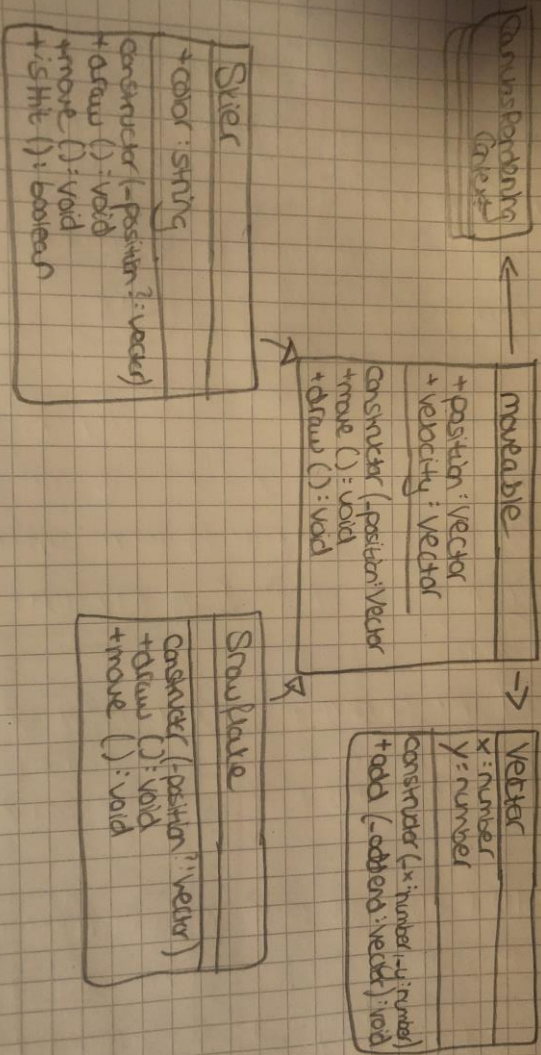 CanvasRendering
Context
moveable
+position : vector
+velocity : vector
constructor (_position: Vector
+move () : void
+draw () : void
Vector
x : number
y : number
constructor (_x: number, _y: number)
+add (_addend : vector) : void
Skier
+color : string
constructor (_position? : vector)
+draw () : void
+move () : void
+isHit () : boolean
Snowflake
constructor (_position? : vector)
+draw () : void
+move () : void